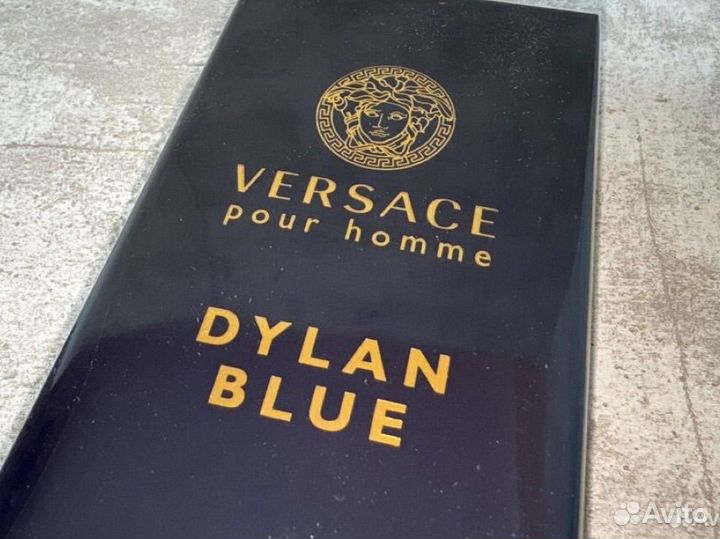 VERSACE
pour homme
DYLAN
BLUE
Avito